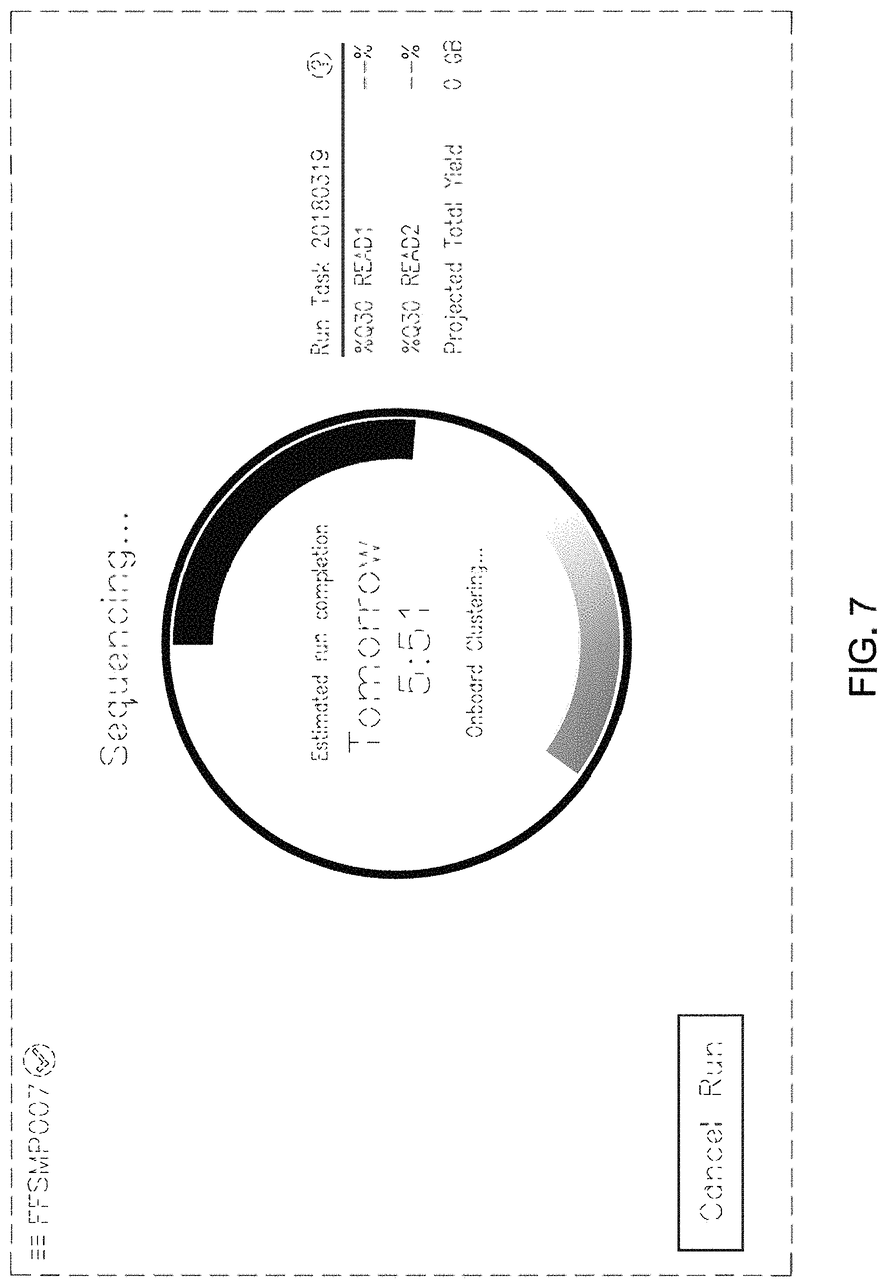 ☰ FFSMP007
Sequencing...
Estimated run completion
Tomorrow
5:51
Onboard Clustering...
Run Task 20180319 (?)
%Q30 READ1 --%
%Q30 READ2 --%
Projected Total Yield 0 GB
Cancel Run
FIG. 7